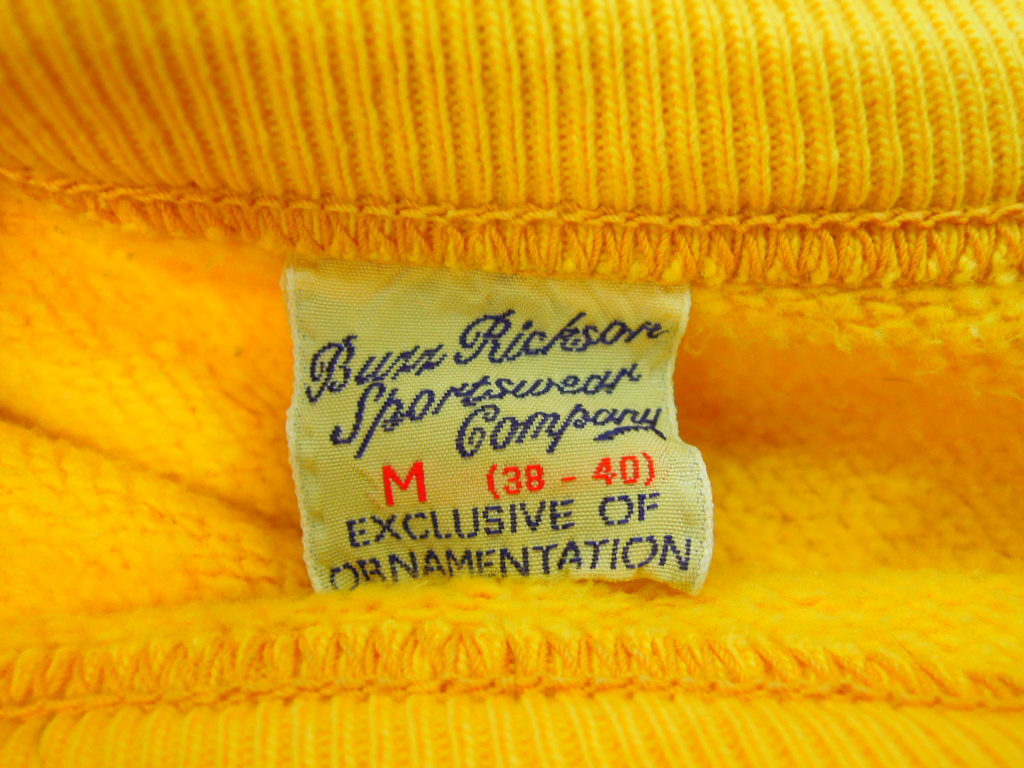 Buzz Rickson
Sportswear
Company
M (38 - 40)
EXCLUSIVE OF
ORNAMENTATION